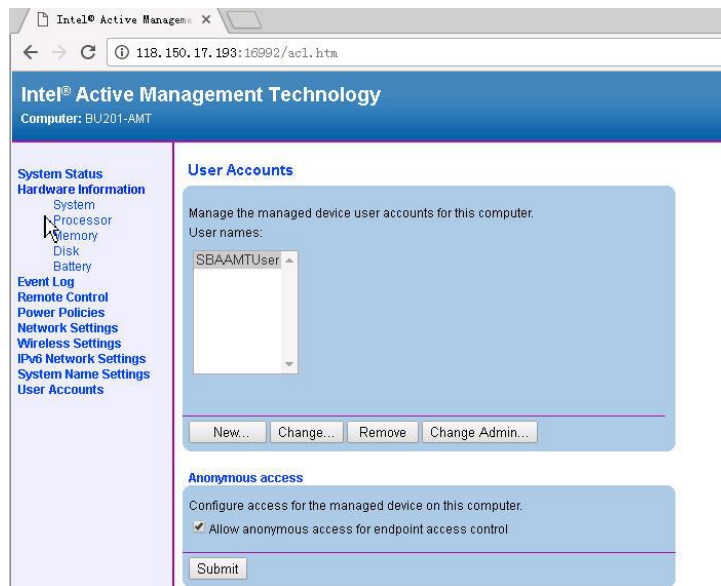 Intel® Active Managem
118.150.17.193:16992/acl.htm
Intel® Active Management Technology
Computer: BU201-AMT
System Status
Hardware Information
System
Processor
Memory
Disk
Battery
Event Log
Remote Control
Power Policies
Network Settings
Wireless Settings
IPv6 Network Settings
System Name Settings
User Accounts
User Accounts
Manage the managed device user accounts for this computer.
User names:
SBAAMTUser
New... Change... Remove Change Admin...
Anonymous access
Configure access for the managed device on this computer.
Allow anonymous access for endpoint access control
Submit